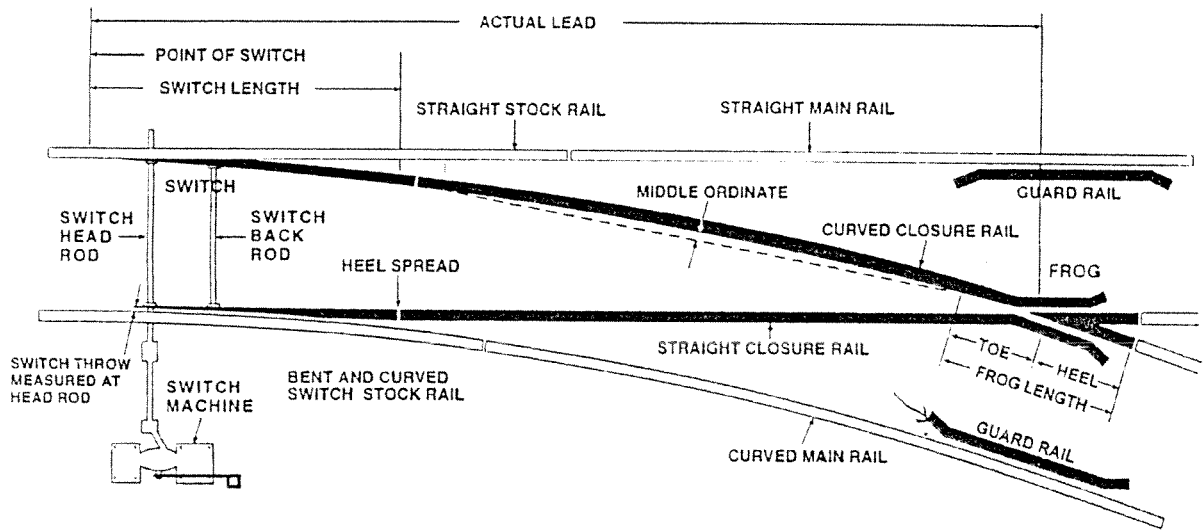 ACTUAL LEAD
POINT OF SWITCH
SWITCH LENGTH
STRAIGHT STOCK RAIL
STRAIGHT MAIN RAIL
SWITCH
MIDDLE ORDINATE
GUARD RAIL
SWITCH
HEAD
ROD
SWITCH
BACK
ROD
CURVED CLOSURE RAIL
HEEL SPREAD
FROG
STRAIGHT CLOSURE RAIL
TOE
HEEL
FROG LENGTH
SWITCH THROW
MEASURED AT
HEAD ROD
SWITCH
MACHINE
BENT AND CURVED
SWITCH STOCK RAIL
GUARD RAIL
CURVED MAIN RAIL